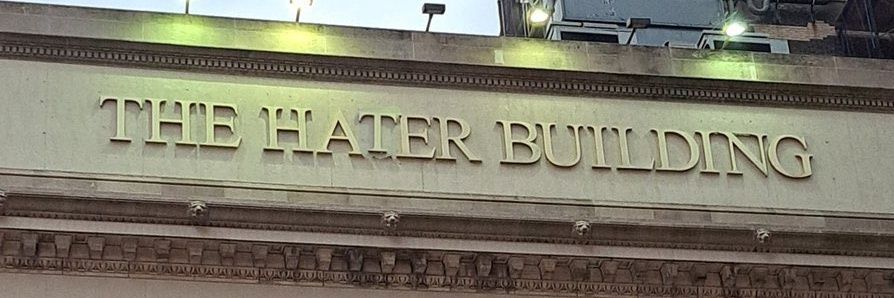 THE HATER BUILDING